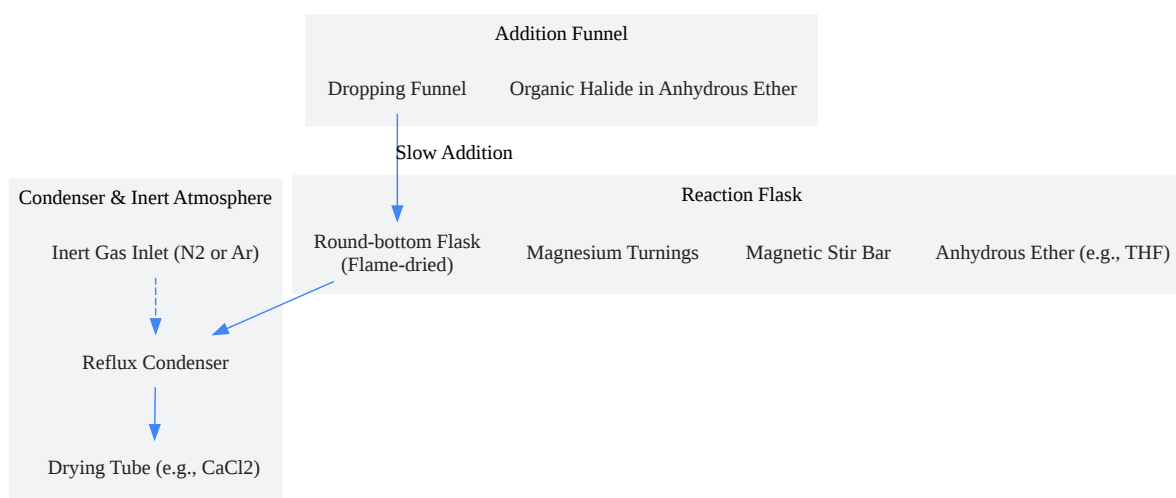 Addition Funnel
Dropping Funnel
Organic Halide in Anhydrous Ether
Slow Addition
Condenser & Inert Atmosphere
Reaction Flask
Inert Gas Inlet (N2 or Ar)
Round-bottom Flask
(Flame-dried)
Magnesium Turnings
Magnetic Stir Bar
Anhydrous Ether (e.g., THF)
Reflux Condenser
Drying Tube (e.g., CaCl2)